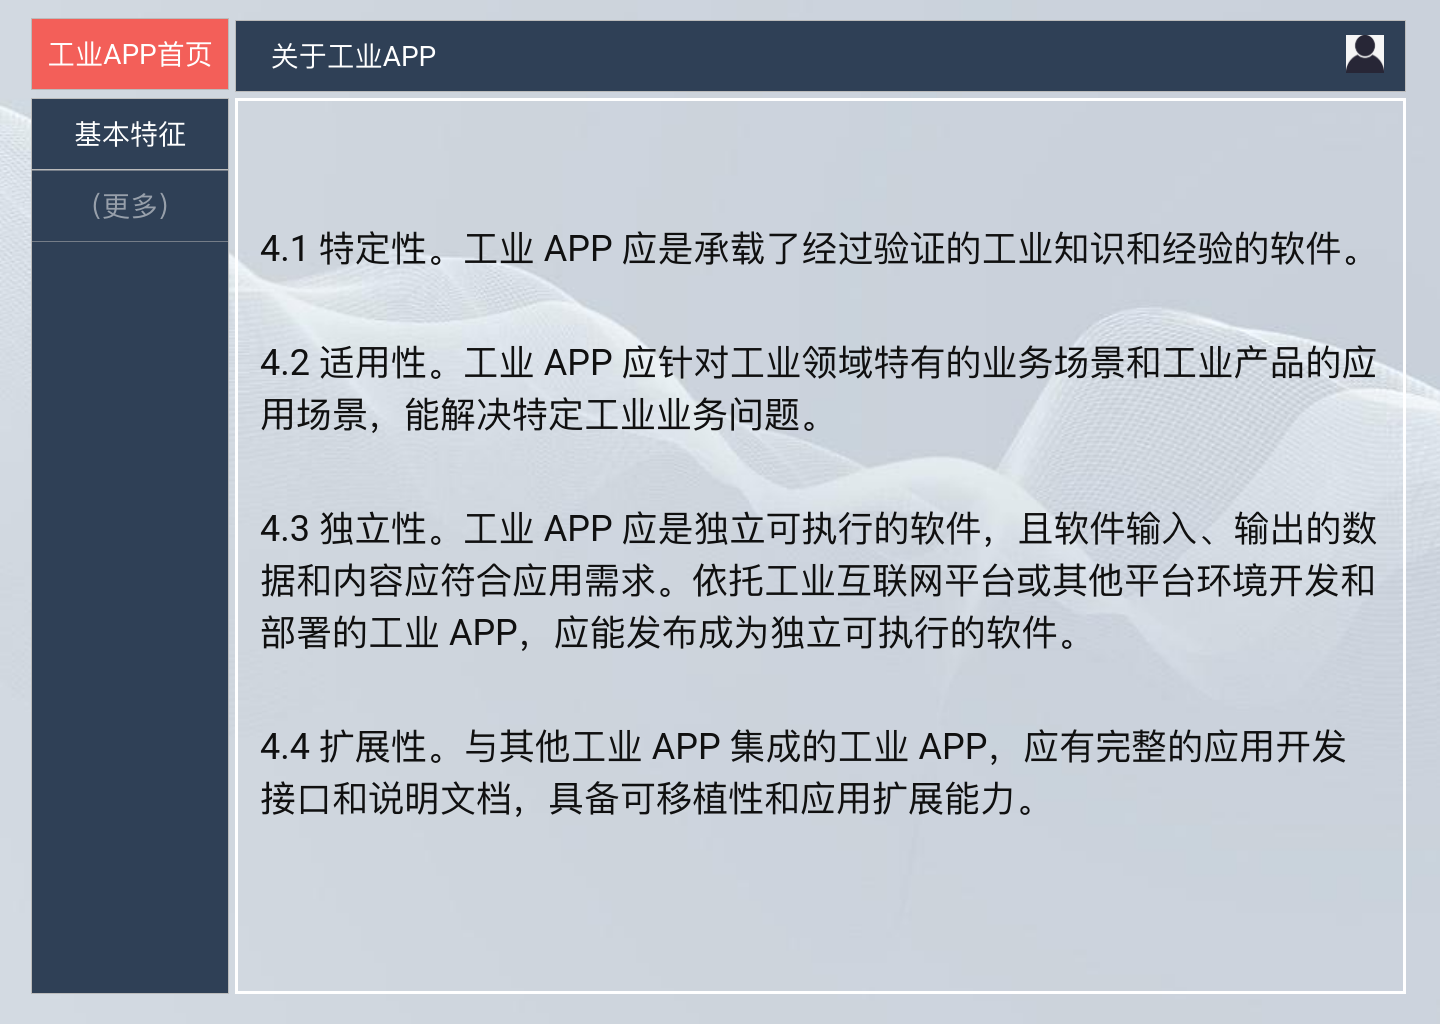 工业APP首页
关于工业APP
基本特征
（更多）
4.1 特定性。工业 APP 应是承载了经过验证的工业知识和经验的软件。
4.2 适用性。工业 APP 应针对工业领域特有的业务场景和工业产品的应
用场景，能解决特定工业业务问题。
4.3 独立性。工业 APP 应是独立可执行的软件，且软件输入、输出的数
据和内容应符合应用需求。依托工业互联网平台或其他平台环境开发和
部署的工业 APP，应能发布成为独立可执行的软件。
4.4 扩展性。与其他工业 APP 集成的工业 APP，应有完整的应用开发
接口和说明文档，具备可移植性和应用扩展能力。